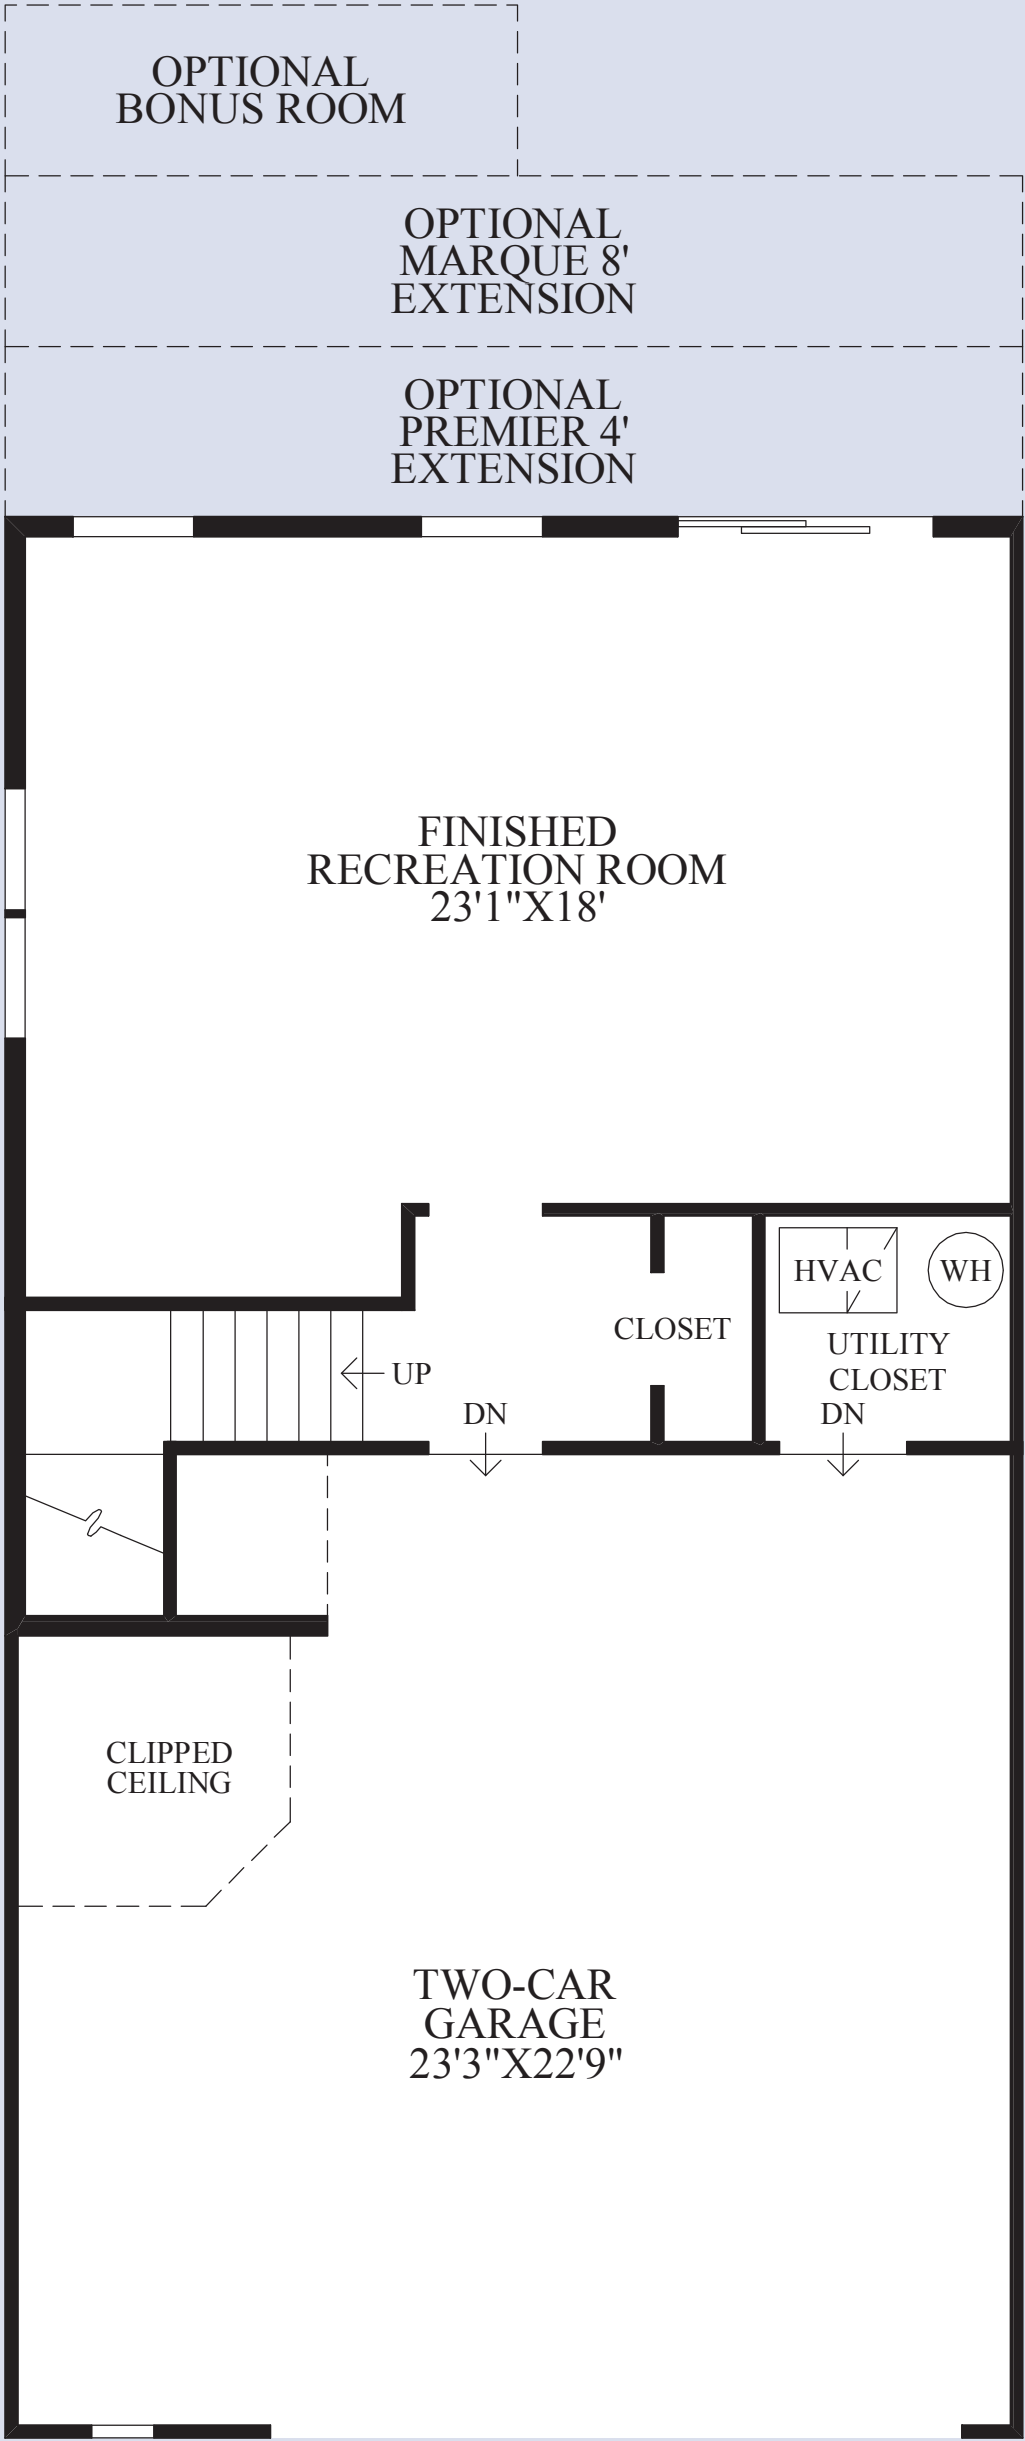 OPTIONAL
BONUS ROOM
OPTIONAL
MARQUE 8'
EXTENSION
OPTIONAL
PREMIER 4'
EXTENSION
FINISHED
RECREATION ROOM
23'1"X18'
HVAC
WH
CLOSET
UTILITY
CLOSET
UP
DN
DN
CLIPPED
CEILING
TWO-CAR
GARAGE
23'3"X22'9"